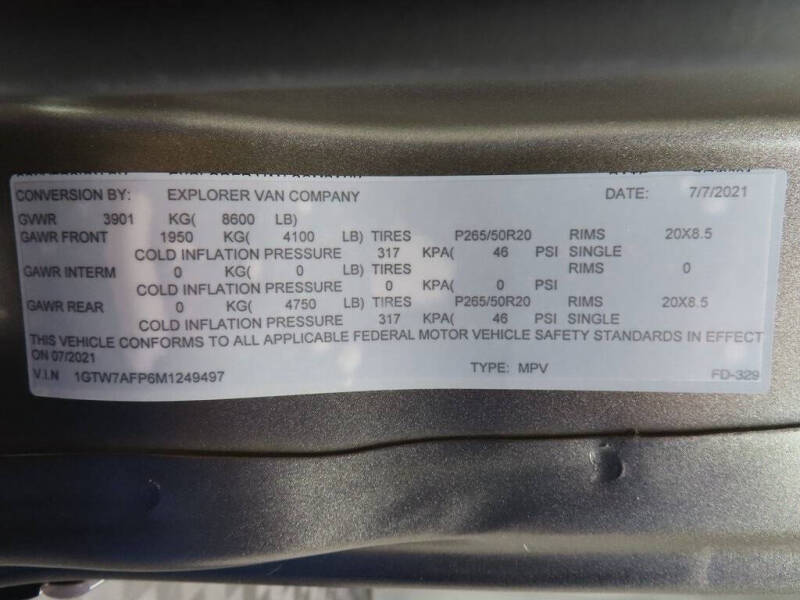 CONVERSION BY: EXPLORER VAN COMPANY DATE: 7/7/2021
GVWR 3901 KG( 8600 LB)
GAWR FRONT 1950 KG( 4100 LB) TIRES P265/50R20 RIMS 20X8.5
COLD INFLATION PRESSURE 317 KPA( 46 PSI SINGLE
GAWR INTERM 0 KG( 0 LB) TIRES RIMS 0
COLD INFLATION PRESSURE 0 KPA( 0 PSI
GAWR REAR 0 KG( 4750 LB) TIRES P265/50R20 RIMS 20X8.5
COLD INFLATION PRESSURE 317 KPA( 46 PSI SINGLE
THIS VEHICLE CONFORMS TO ALL APPLICABLE FEDERAL MOTOR VEHICLE SAFETY STANDARDS IN EFFECT
ON 07/2021
V.I.N 1GTW7AFP6M1249497 TYPE: MPV FD-329